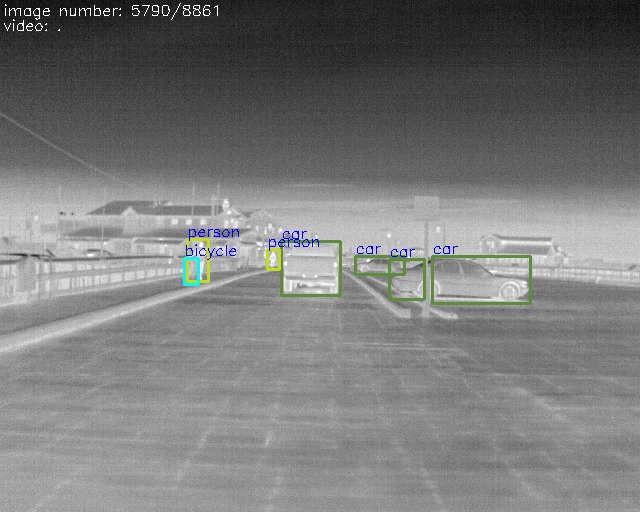 image number: 5790/8861
video: .
person
bicycle
car
person
car
car
car